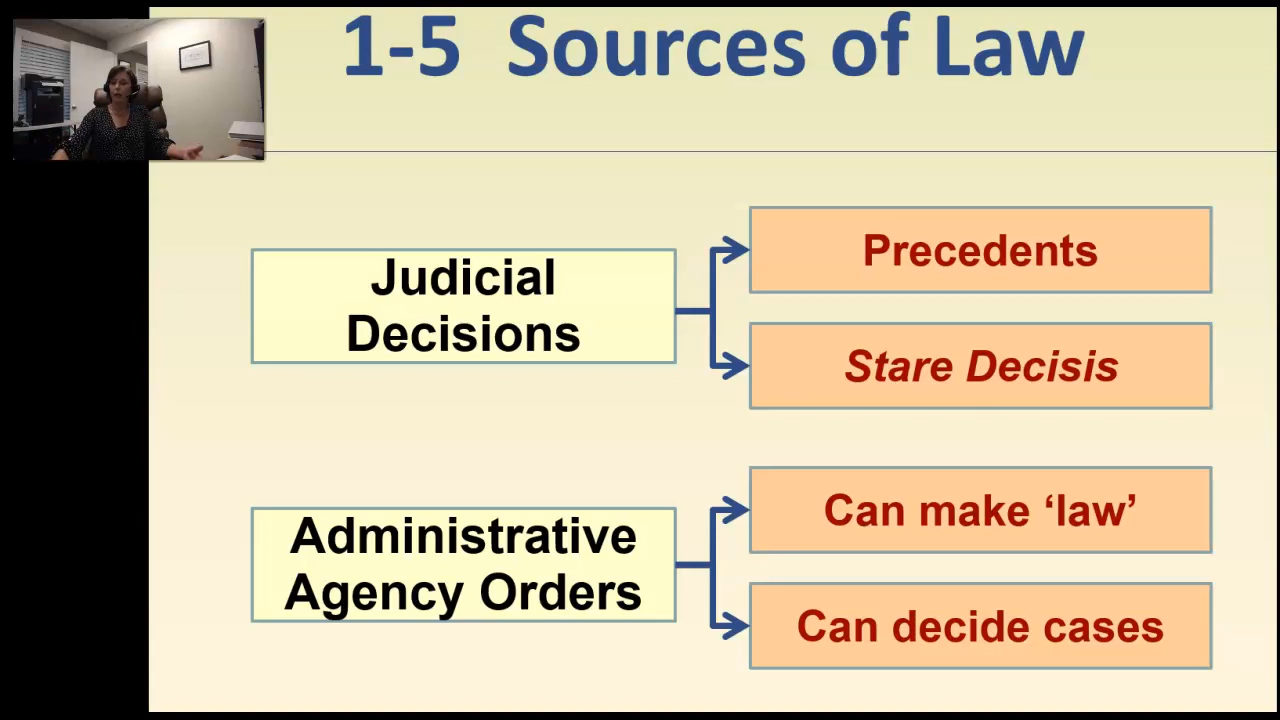 1-5 Sources of Law
Judicial
Decisions
Precedents
Stare Decisis
Administrative
Agency Orders
Can make ‘law’
Can decide cases